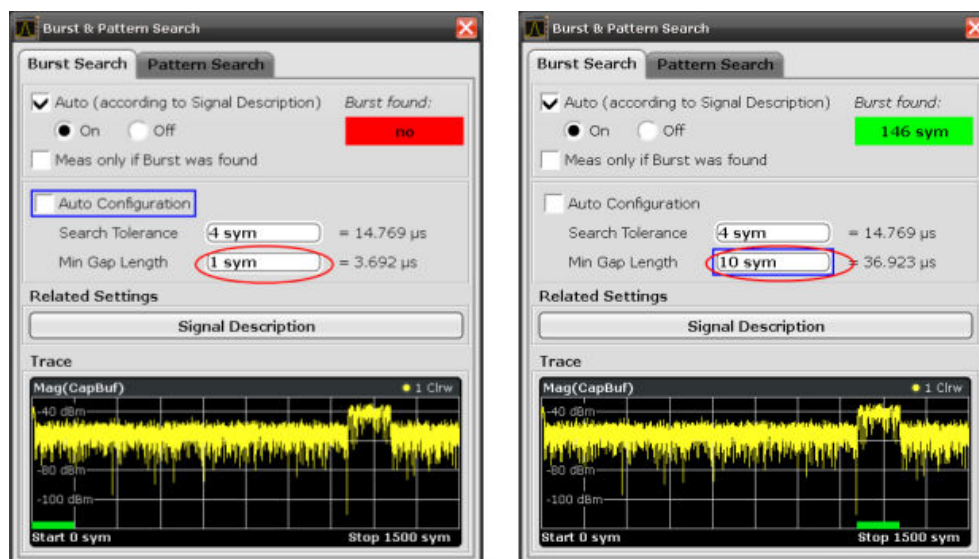 Burst & Pattern Search
Burst Search Pattern Search
Auto (according to Signal Description) Burst found:
On Off no
Meas only if Burst was found
Auto Configuration
Search Tolerance 4 sym = 14.769 µs
Min Gap Length 1 sym = 3.692 µs
Related Settings
Signal Description
Trace
Mag(CapBuf) 1 Clrw
-40 dBm
-80 dBm
-100 dBm
Start 0 sym Stop 1500 sym
Burst & Pattern Search
Burst Search Pattern Search
Auto (according to Signal Description) Burst found:
On Off 146 sym
Meas only if Burst was found
Auto Configuration
Search Tolerance 4 sym = 14.769 µs
Min Gap Length 10 sym = 36.923 µs
Related Settings
Signal Description
Trace
Mag(CapBuf) 1 Clrw
-40 dBm
-80 dBm
-100 dBm
Start 0 sym Stop 1500 sym